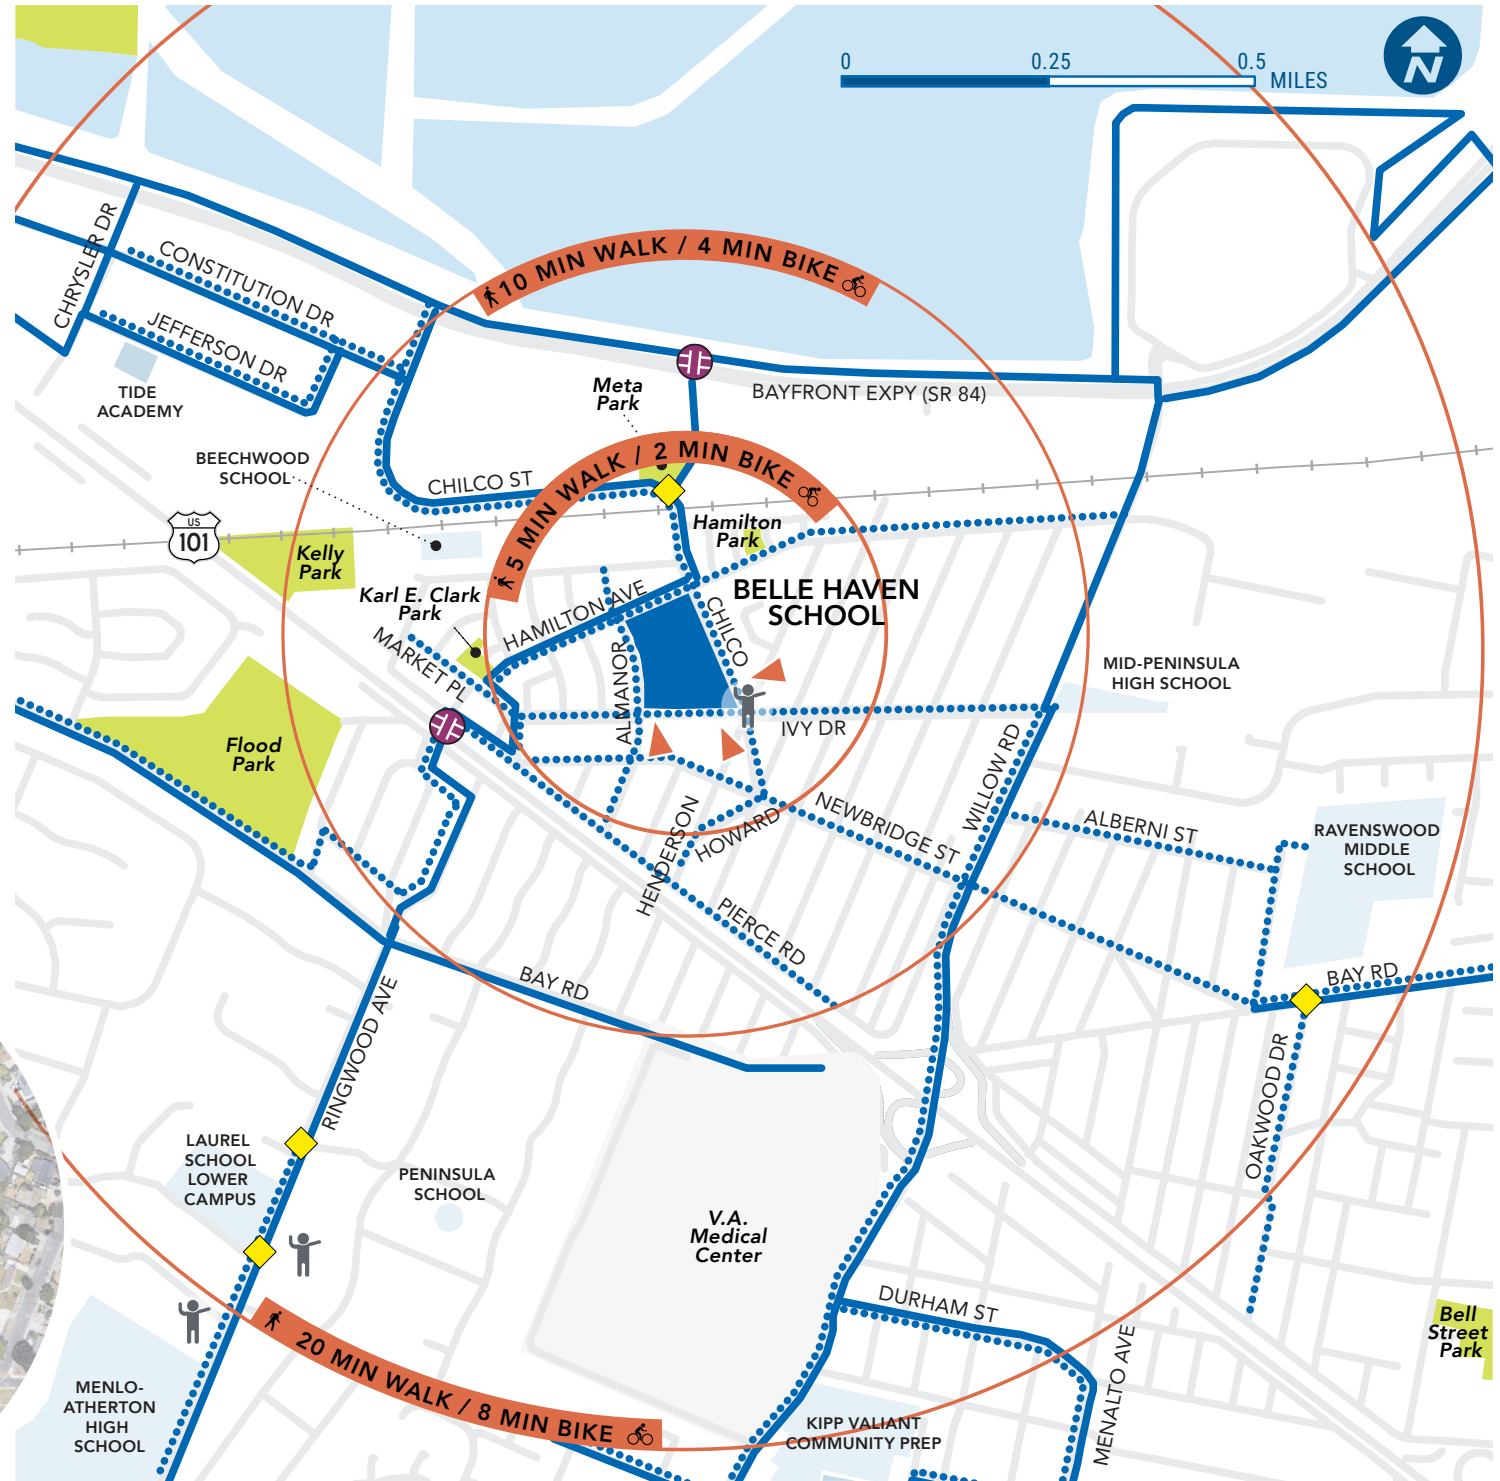 0 0.25 0.5
MILES
N
10 MIN WALK / 4 MIN BIKE
CHRYSLER DR
CONSTITUTION DR
JEFFERSON DR
TIDE
ACADEMY
Meta
Park
BAYFRONT EXPY (SR 84)
BEECHWOOD
SCHOOL
CHILCO ST
5 MIN WALK / 2 MIN BIKE
US
101
Kelly
Park
Hamilton
Park
Karl E. Clark
Park
HAMILTON AVE
BELLE HAVEN
SCHOOL
CHILCO
MARKET PL
ALMANOR
MID-PENINSULA
HIGH SCHOOL
Flood
Park
IVY DR
WILLOW RD
HENDERSON
HOWARD
NEWBRIDGE ST
ALBERNI ST
RAVENSWOOD
MIDDLE
SCHOOL
PIERCE RD
BAY RD
BAY RD
RINGWOOD AVE
OAKWOOD DR
LAUREL
SCHOOL
LOWER
CAMPUS
PENINSULA
SCHOOL
V.A.
Medical
Center
DURHAM ST
MENALTO AVE
Bell
Street
Park
20 MIN WALK / 8 MIN BIKE
MENLO-
ATHERTON
HIGH
SCHOOL
KIPP VALIANT
COMMUNITY PREP